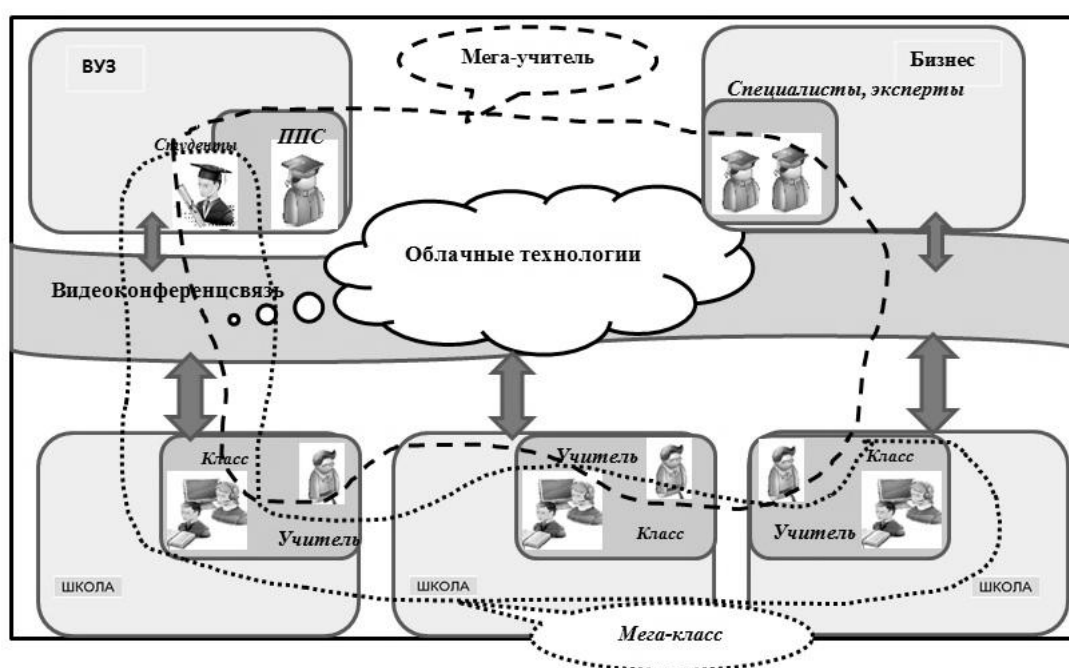 ВУЗ
Мега-учитель
Бизнес
Специалисты, эксперты
Студенты
ППС
Облачные технологии
Видеоконференцсвязь
Класс
Учитель
ШКОЛА
Учитель
Класс
ШКОЛА
Класс
Учитель
ШКОЛА
Мега-класс